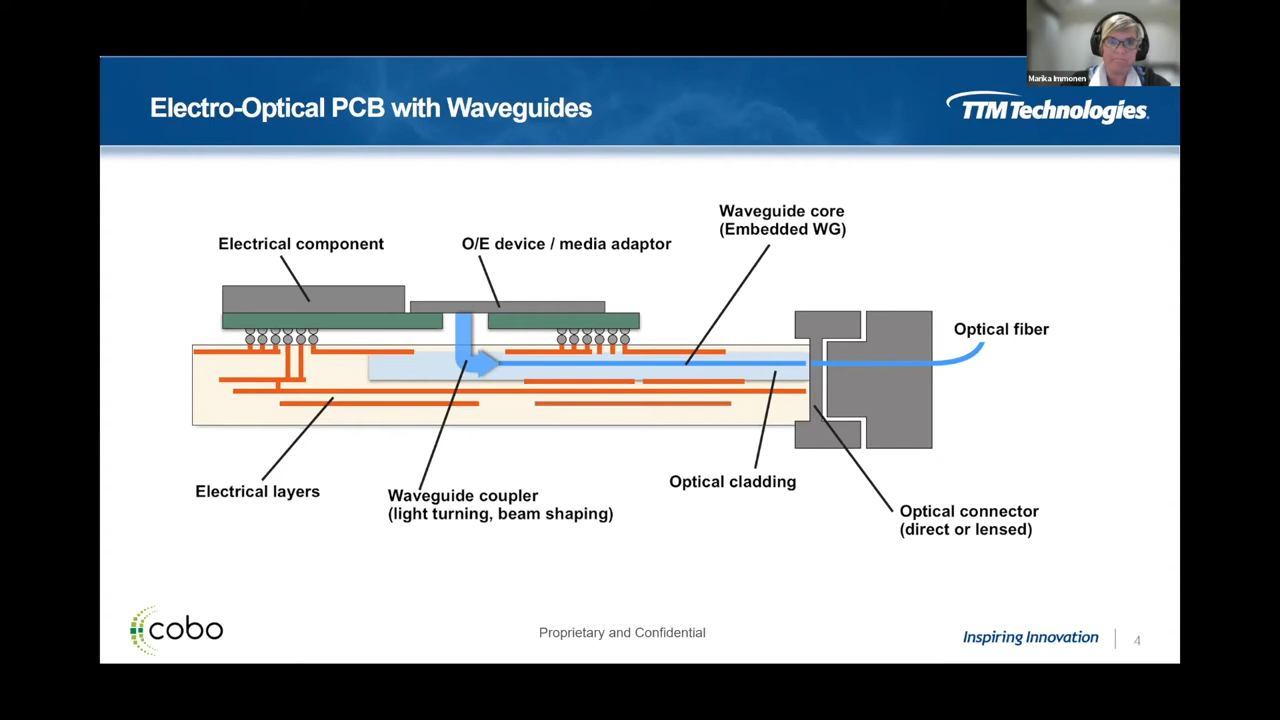 Marika Immonen
Electro-Optical PCB with Waveguides
TTM Technologies
Waveguide core
(Embedded WG)
Electrical component
O/E device / media adaptor
Optical fiber
Electrical layers
Waveguide coupler
(light turning, beam shaping)
Optical cladding
Optical connector
(direct or lensed)
cobo
Proprietary and Confidential
Inspiring Innovation
4